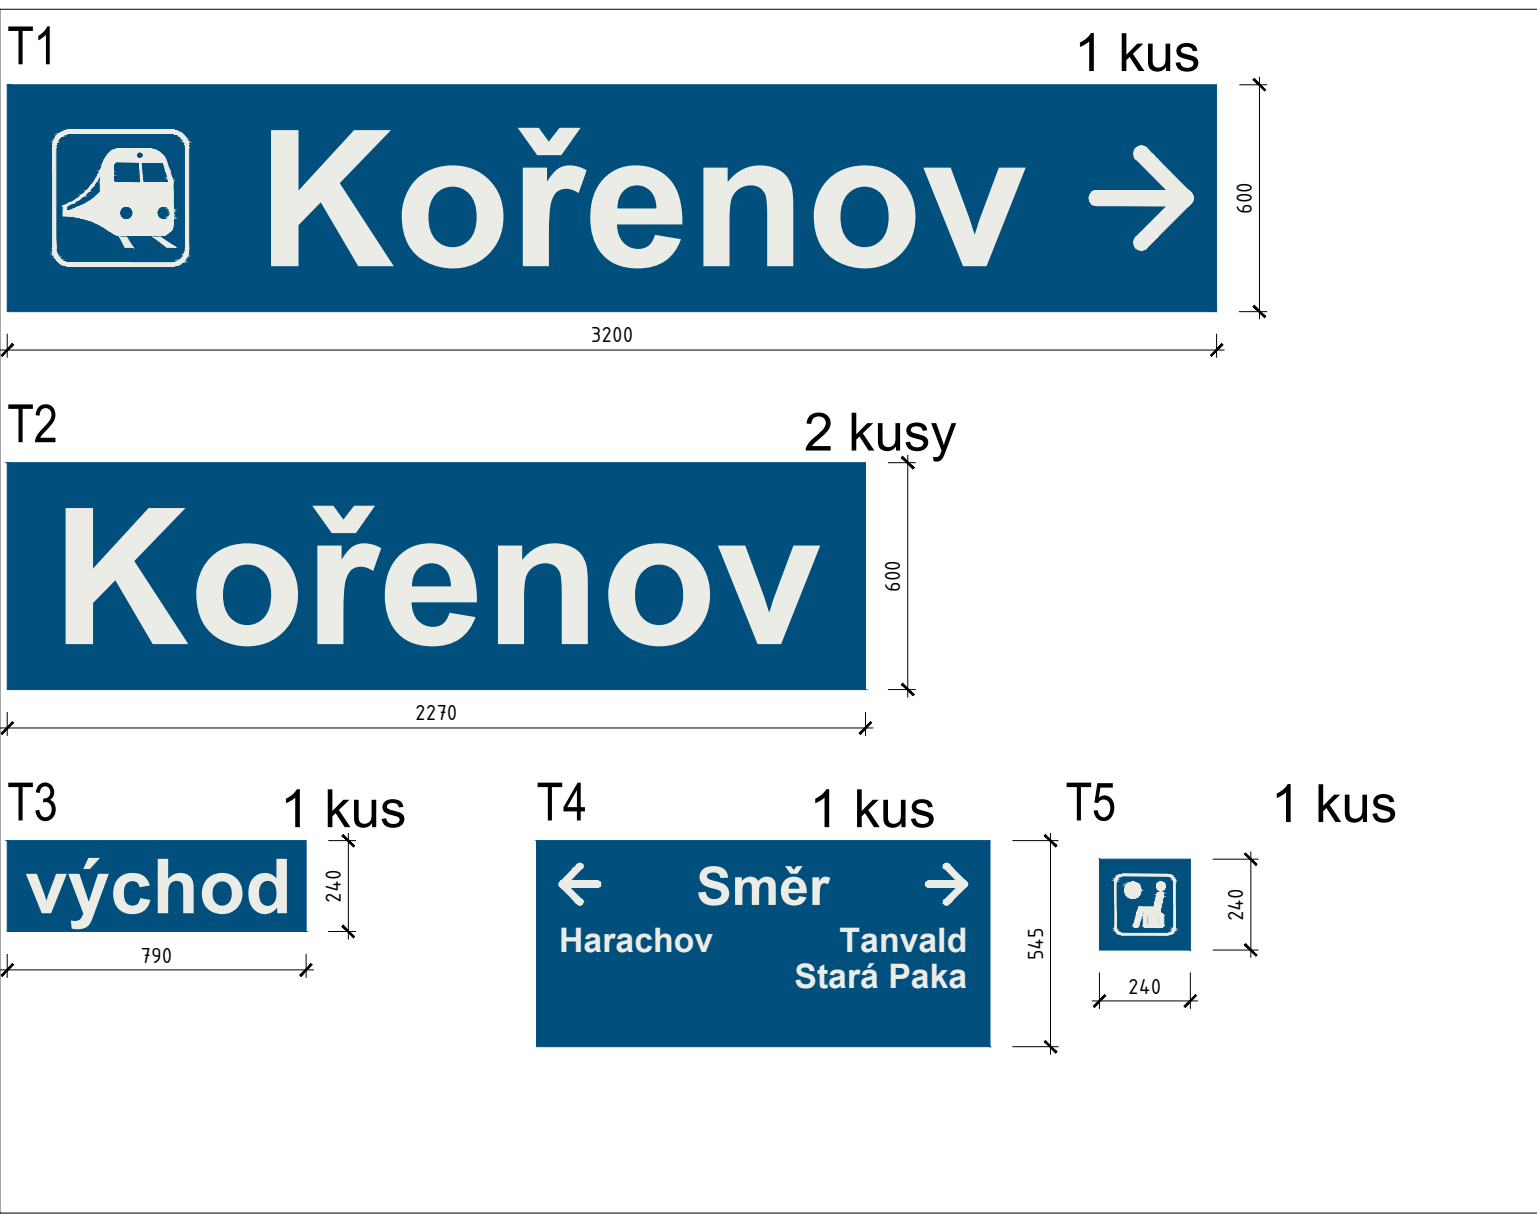 T1
1 kus
Kořenov
600
3200
T2
2 kusy
Kořenov
600
2270
T3
1 kus
východ
240
790
T4
1 kus
Směr
Harachov
Tanvald
Stará Paka
545
T5
1 kus
240
240